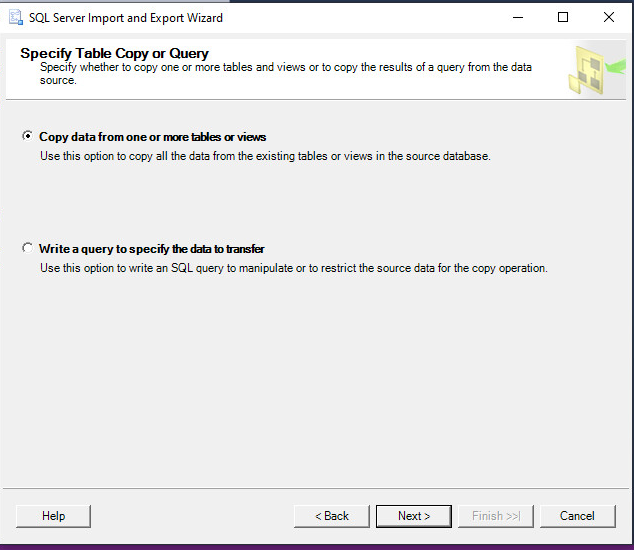 SQL Server Import and Export Wizard
Specify Table Copy or Query
Specify whether to copy one or more tables and views or to copy the results of a query from the data
source.
Copy data from one or more tables or views
Use this option to copy all the data from the existing tables or views in the source database.
Write a query to specify the data to transfer
Use this option to write an SQL query to manipulate or to restrict the source data for the copy operation.
Help
< Back
Next >
Finish >>|
Cancel